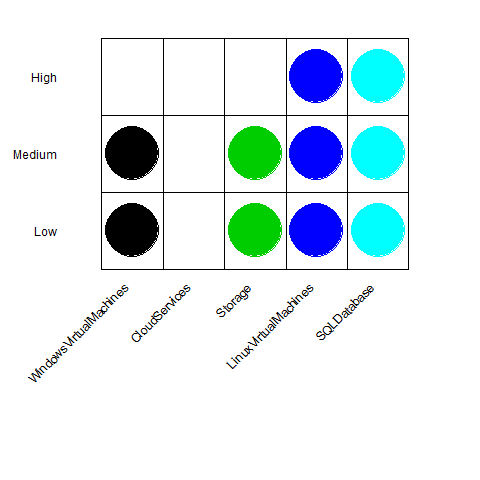 High
Medium
Low
WindowsVirtualMachines
CloudServices
Storage
LinuxVirtualMachines
SQLDatabase